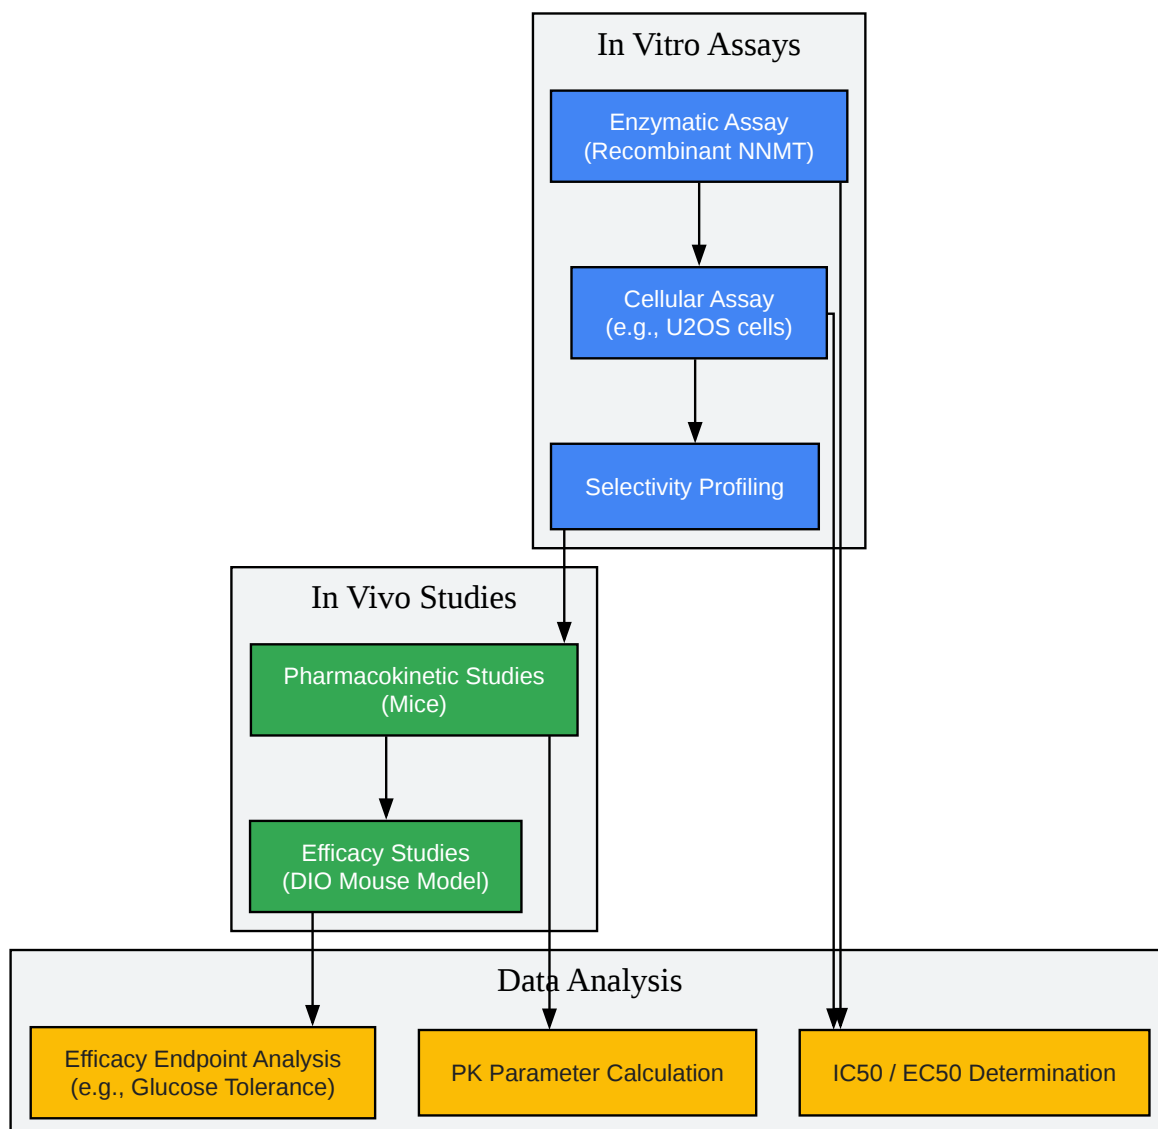 In Vitro Assays
Enzymatic Assay
(Recombinant NNMT)
Cellular Assay
(e.g., U2OS cells)
Selectivity Profiling
In Vivo Studies
Pharmacokinetic Studies
(Mice)
Efficacy Studies
(DIO Mouse Model)
Data Analysis
Efficacy Endpoint Analysis
(e.g., Glucose Tolerance)
PK Parameter Calculation
IC50 / EC50 Determination